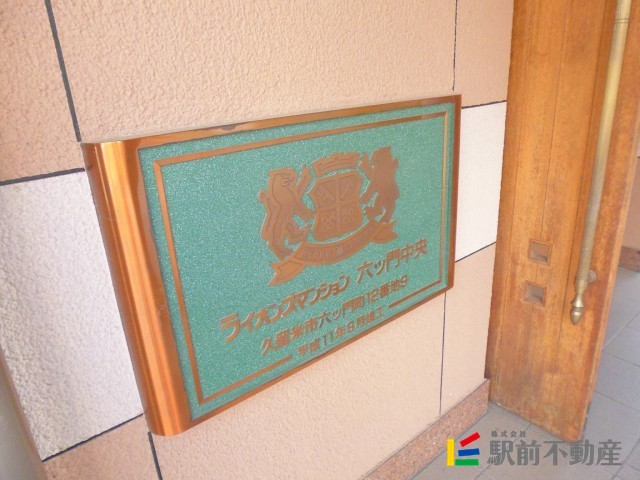 ライオンズマンション 六ッ門中央
久留米市六ッ門町12番地9
平成11年8月竣工
株式会社
駅前不動産